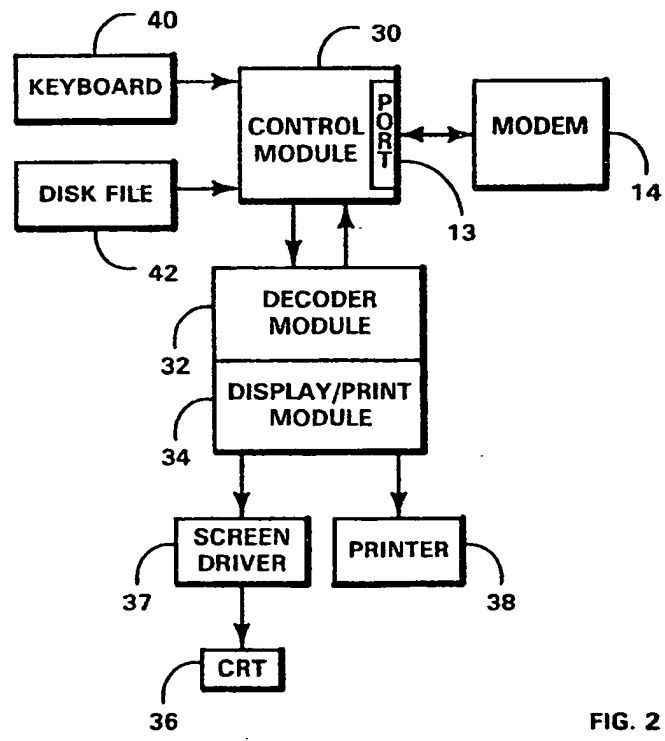 40
30
KEYBOARD
CONTROL
MODULE
PORT
MODEM
14
13
DISK FILE
42
DECODER
MODULE
32
DISPLAY/PRINT
MODULE
34
SCREEN
DRIVER
37
PRINTER
38
CRT
36
FIG. 2